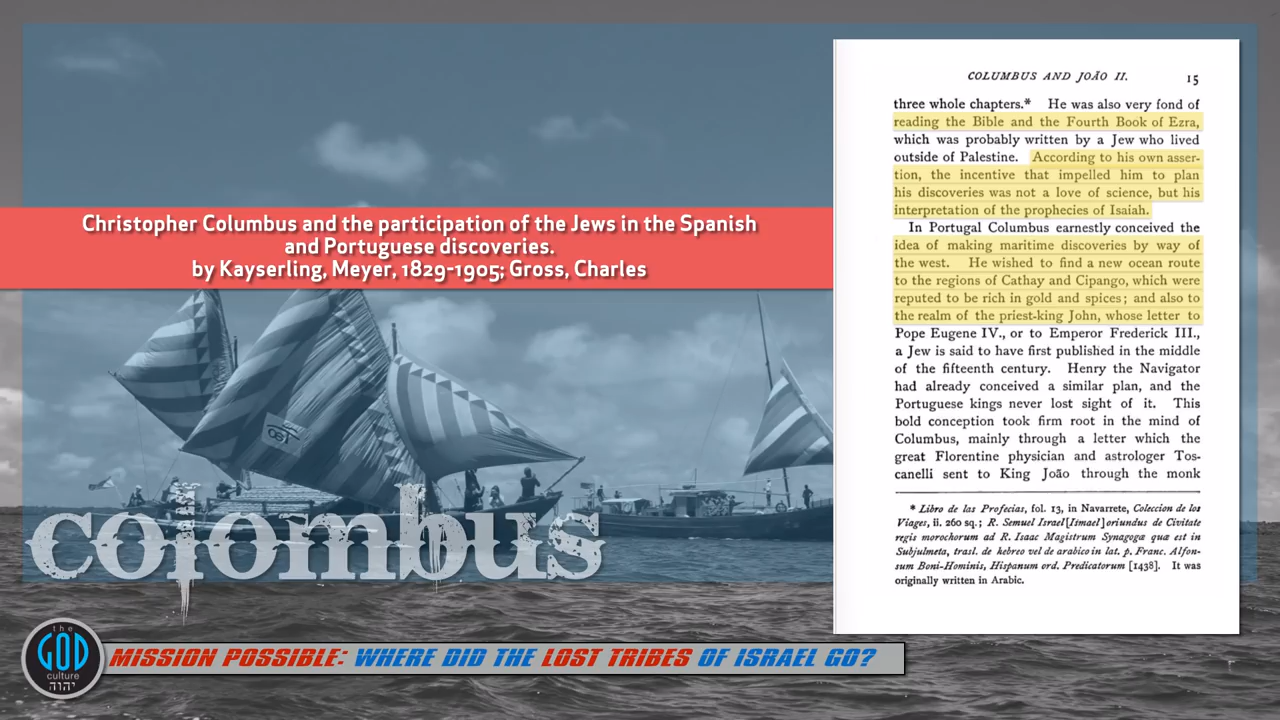 Christopher Columbus and the participation of the Jews in the Spanish
and Portuguese discoveries.
by Kayserling, Meyer, 1829-1905; Gross, Charles
COLUMBUS AND JOÃO II. 15
three whole chapters.* He was also very fond of
reading the Bible and the Fourth Book of Ezra,
which was probably written by a Jew who lived
outside of Palestine. According to his own asser-
tion, the incentive that impelled him to plan
his discoveries was not a love of science, but his
interpretation of the prophecies of Isaiah.
In Portugal Columbus earnestly conceived the
idea of making maritime discoveries by way of
the west. He wished to find a new ocean route
to the regions of Cathay and Cipango, which were
reputed to be rich in gold and spices; and also to
the realm of the priest-king John, whose letter to
Pope Eugene IV., or to Emperor Frederick III.,
a Jew is said to have first published in the middle
of the fifteenth century. Henry the Navigator
had already conceived a similar plan, and the
Portuguese kings never lost sight of it. This
bold conception took firm root in the mind of
Columbus, mainly through a letter which the
great Florentine physician and astrologer Tos-
canelli sent to King João through the monk
* Libro de las Profecias, fol. 13, in Navarrete, Coleccion de los
Viages, ii. 260 sq.; R. Semuel Israel [Ismael] oriundus de Civitate
regis morochorum ad R. Isaac Magistrum Synagogæ quæ est in
Subjulmeta, trasl. de hebreo vel de arabico in lat. p. Franc. Alfon-
sum Boni-Hominis, Hispanum ord. Predicatorum [1438]. It was
originally written in Arabic.
colombus
the
GOD
culture
יהוה
MISSION POSSIBLE: WHERE DID THE LOST TRIBES OF ISRAEL GO?